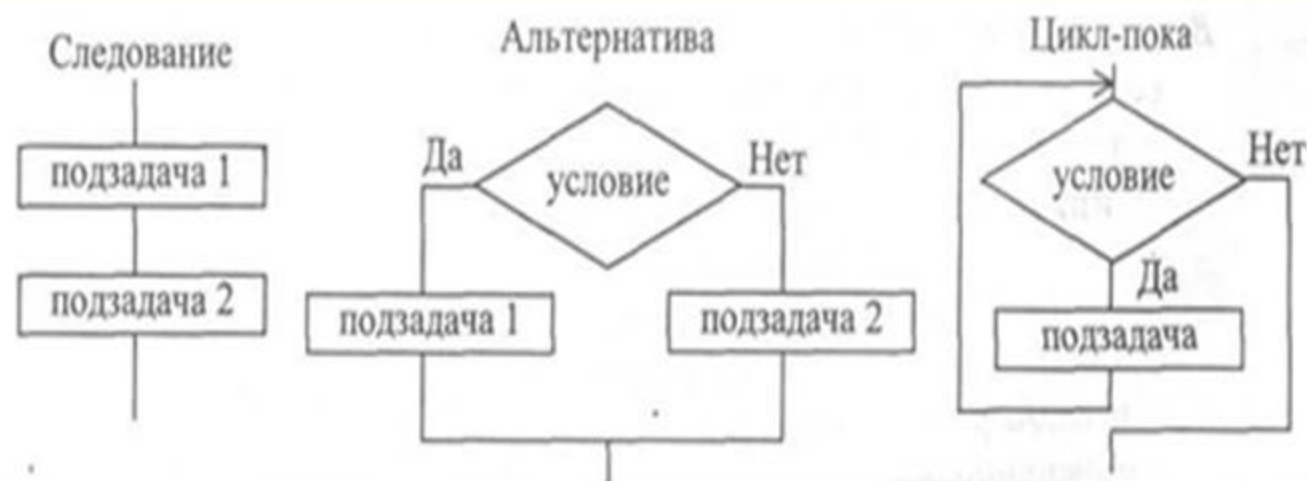 Следование
подзадача 1
подзадача 2
Альтернатива
Да
условие
Нет
подзадача 1
подзадача 2
Цикл-пока
условие
Нет
Да
подзадача